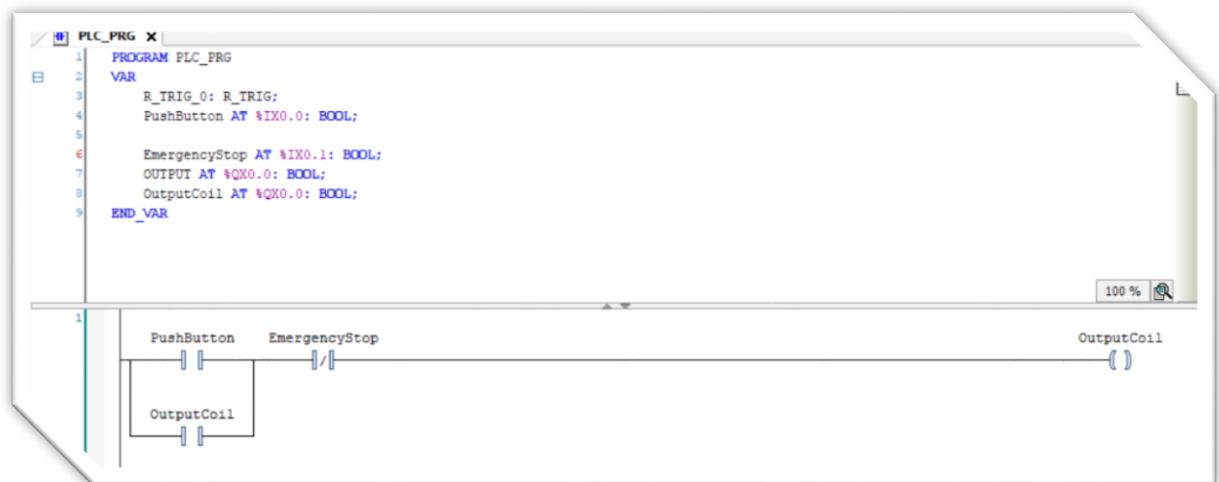 PLC_PRG X
1 PROGRAM PLC_PRG
2 VAR
3 R_TRIG_0: R_TRIG;
4 PushButton AT %IX0.0: BOOL;
5
6 EmergencyStop AT %IX0.1: BOOL;
7 OUTPUT AT %QX0.0: BOOL;
8 OutputCoil AT %QX0.0: BOOL;
9 END_VAR
100 %
1
PushButton EmergencyStop OutputCoil
OutputCoil